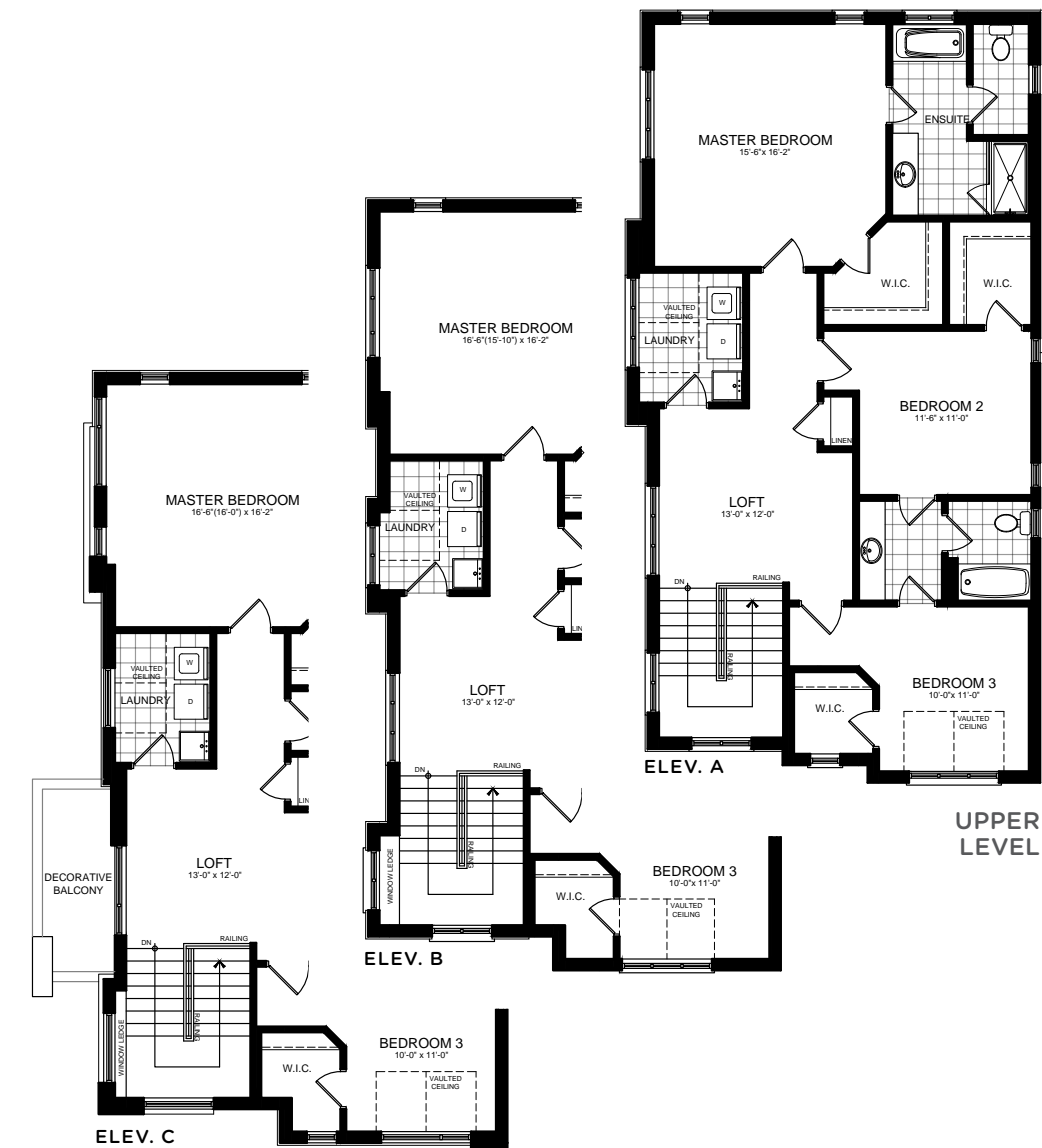 MASTER BEDROOM
15'-6"x 16'-2"
ENSUITE
W.I.C.
W.I.C.
VAULTED
CEILING
W
LAUNDRY
D
BEDROOM 2
11'-6" x 11'-0"
LINEN
LOFT
13'-0" x 12'-0"
DN
RAILING
RAILING
BEDROOM 3
10'-0"x 11'-0"
W.I.C.
VAULTED
CEILING
ELEV. A
UPPER
LEVEL
MASTER BEDROOM
16'-6"(15'-10") x 16'-2"
VAULTED
CEILING
W
LAUNDRY
D
LIN
LOFT
13'-0" x 12'-0"
DN
RAILING
RAILING
WINDOW LEDGE
BEDROOM 3
10'-0"x 11'-0"
W.I.C.
VAULTED
CEILING
ELEV. B
MASTER BEDROOM
16'-6"(16'-0") x 16'-2"
VAULTED
CEILING
W
LAUNDRY
D
LIN
DECORATIVE
BALCONY
LOFT
13'-0" x 12'-0"
DN
RAILING
RAILING
WINDOW LEDGE
BEDROOM 3
10'-0" x 11'-0"
W.I.C.
VAULTED
CEILING
ELEV. C